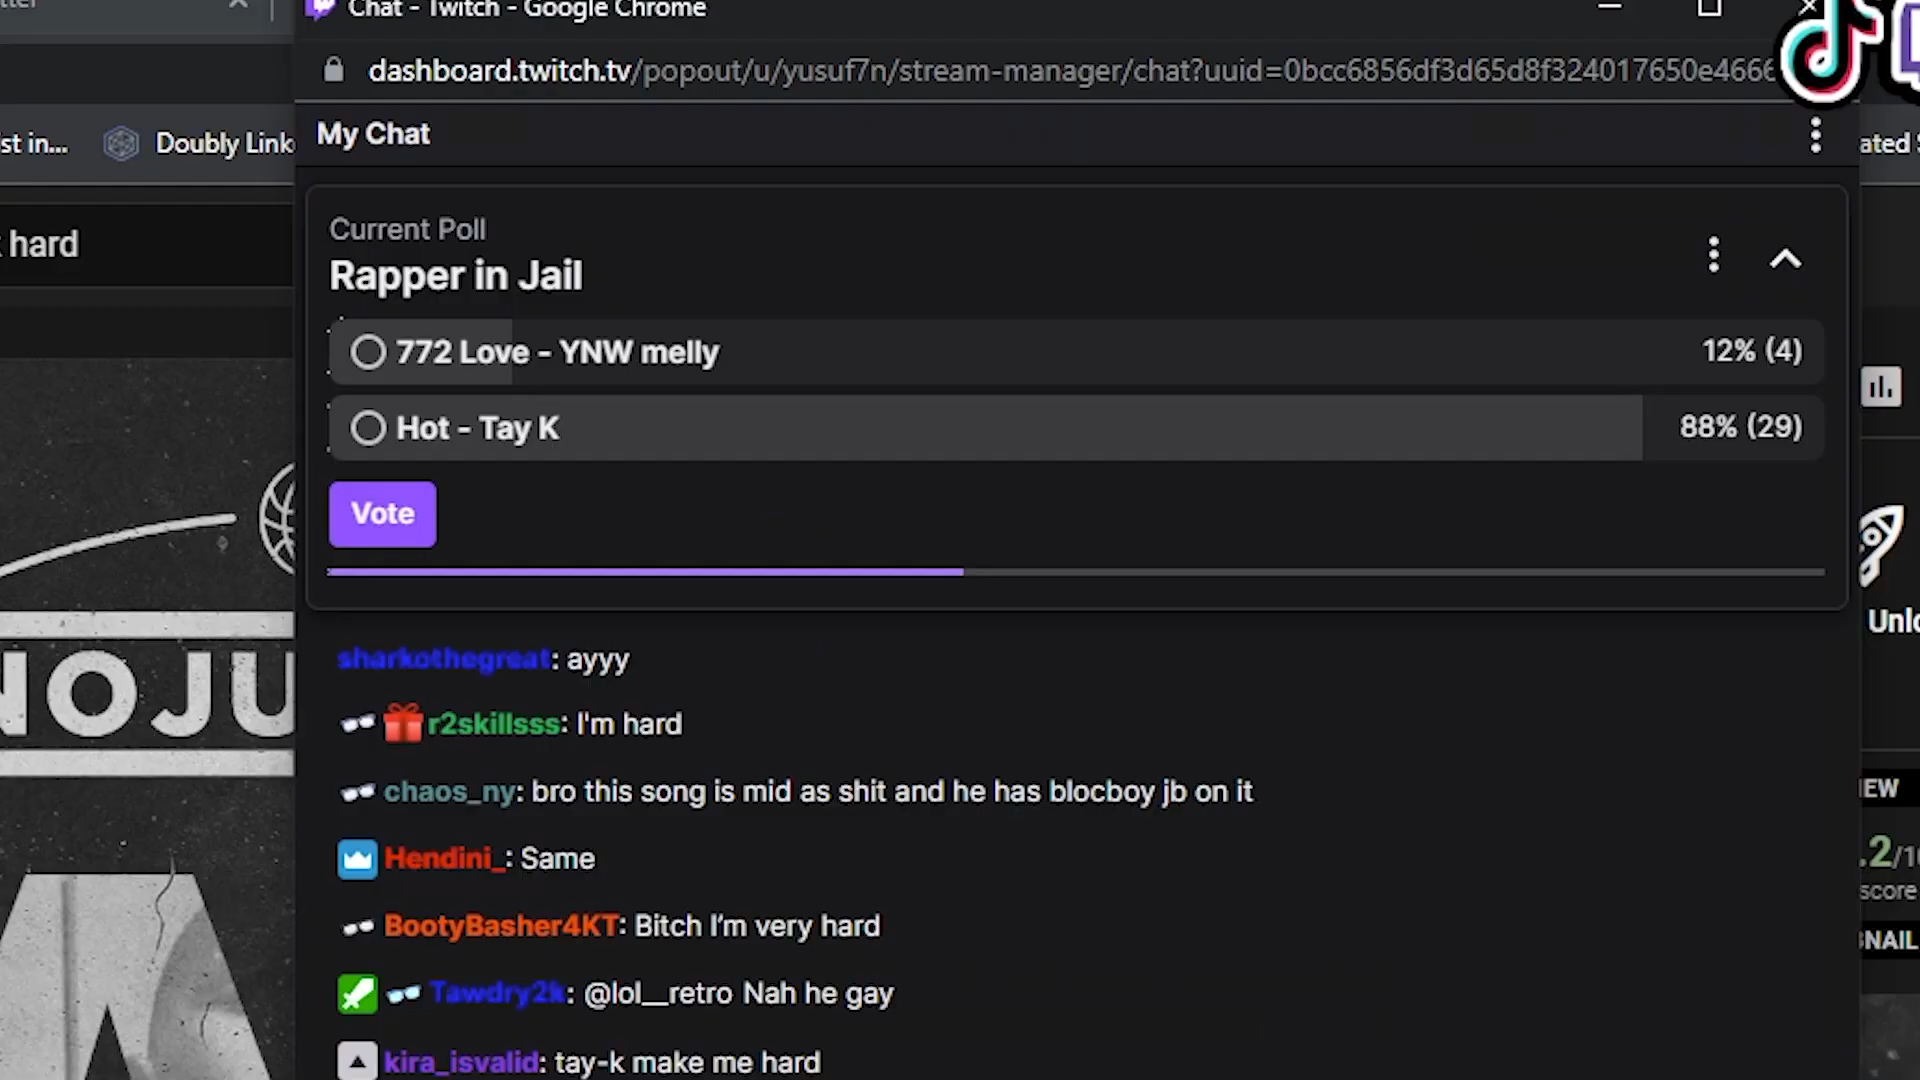 Chat - Twitch - Google Chrome
dashboard.twitch.tv/popout/u/yusuf7n/stream-manager/chat?uuid=0bcc6856df3d65d8f324017650e4666
st in...
Doubly Link
My Chat
ated S
hard
Current Poll
Rapper in Jail
772 Love - YNW melly
12% (4)
Hot - Tay K
88% (29)
Vote
Unlo
NOJU
sharkothegreat: ayyy
r2skillsss: I'm hard
chaos_ny: bro this song is mid as shit and he has blocboy jb on it
IEW
Hendini_: Same
.2/10
score
BootyBasher4KT: Bitch I’m very hard
NAIL
Tawdry2k: @lol__retro Nah he gay
kira_isvalid: tay-k make me hard